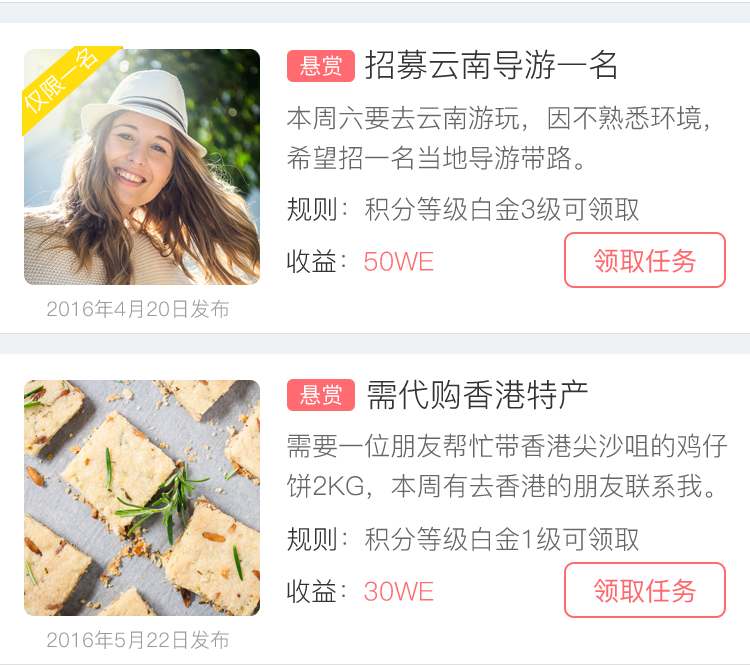 仅限一名
悬赏 招募云南导游一名
本周六要去云南游玩，因不熟悉环境，
希望招一名当地导游带路。
规则：积分等级白金3级可领取
收益：50WE 领取任务
2016年4月20日发布
悬赏 需代购香港特产
需要一位朋友帮忙带香港尖沙咀的鸡仔
饼2KG，本周有去香港的朋友联系我。
规则：积分等级白金1级可领取
收益：30WE 领取任务
2016年5月22日发布